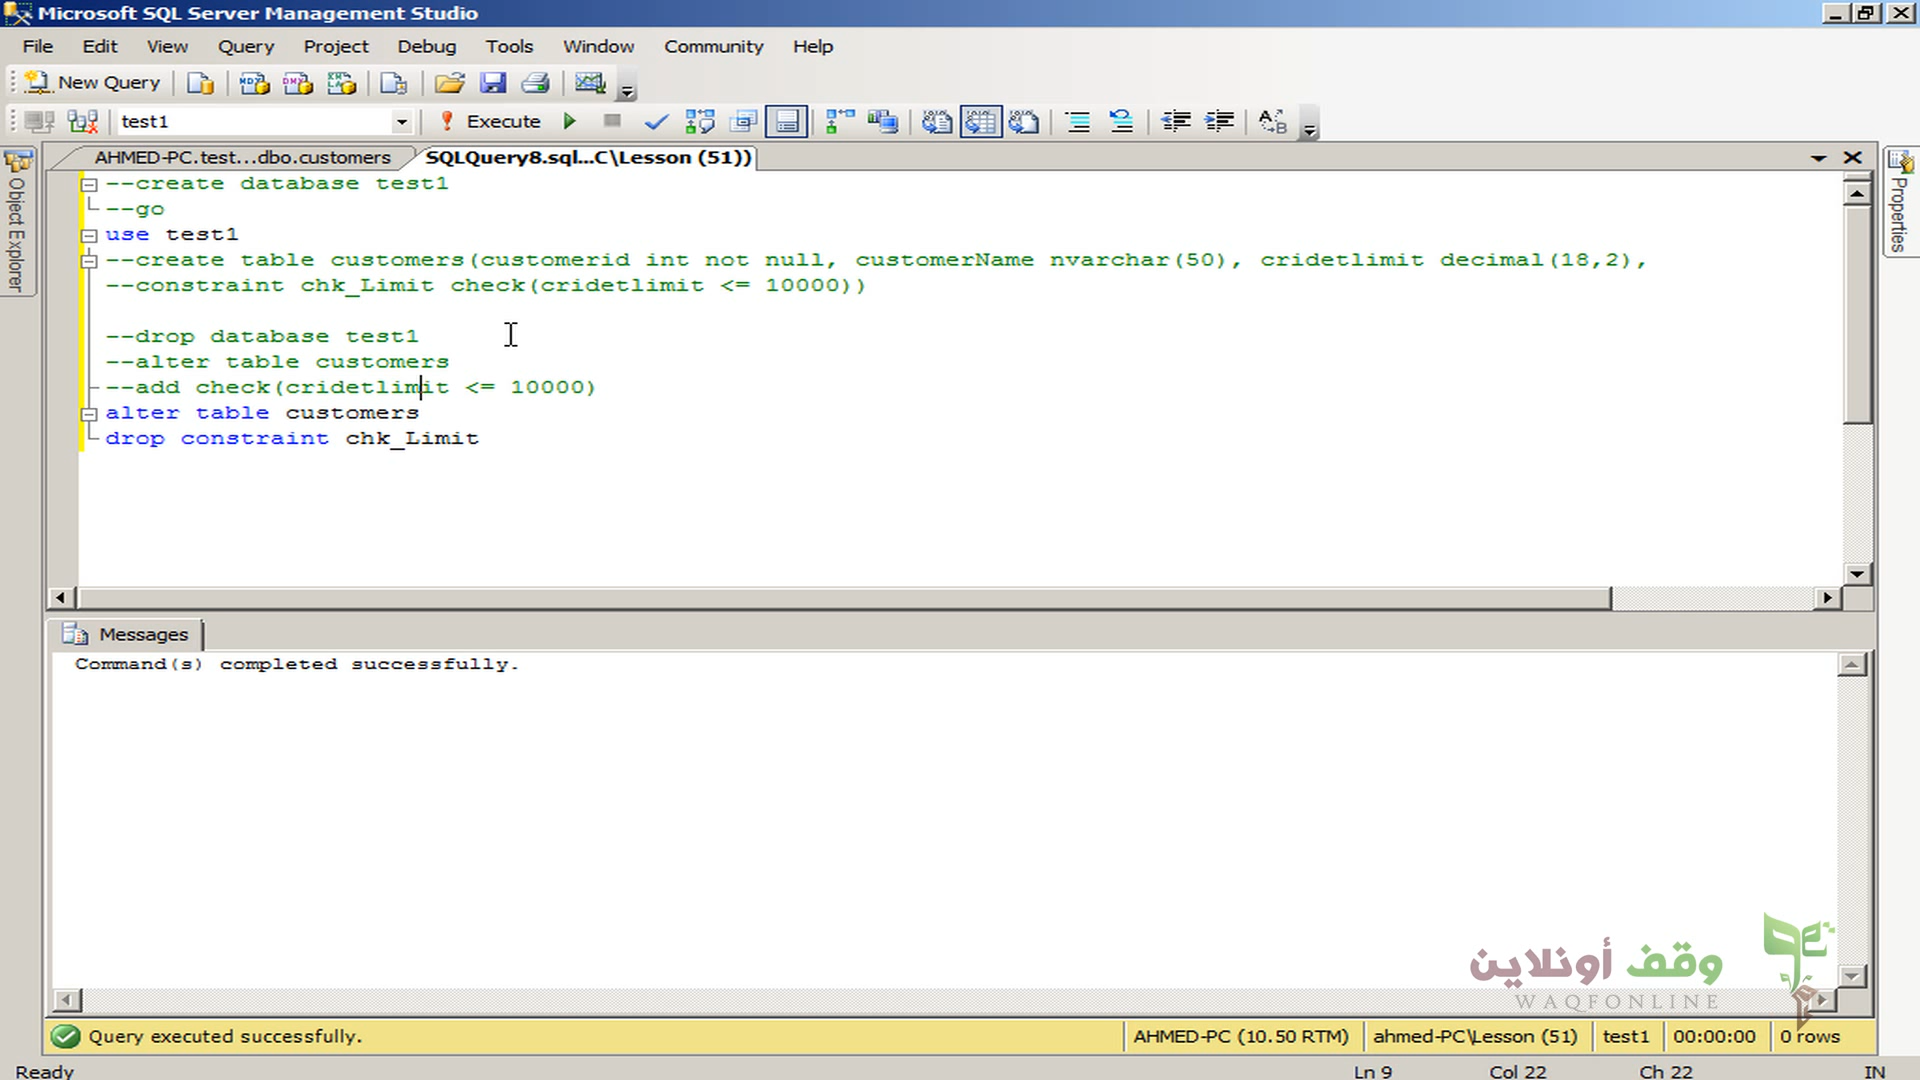 Microsoft SQL Server Management Studio
File Edit View Query Project Debug Tools Window Community Help
New Query
test1 Execute
AHMED-PC.test...dbo.customers SQLQuery8.sql...C\Lesson (51))
--create database test1
--go
use test1
--create table customers(customerid int not null, customerName nvarchar(50), cridetlimit decimal(18,2),
--constraint chk_Limit check(cridetlimit <= 10000))
--drop database test1
--alter table customers
--add check(cridetlimit <= 10000)
alter table customers
drop constraint chk_Limit
Object Explorer
Properties
Messages
Command(s) completed successfully.
وقف أونلاين
WAQFONLINE
Query executed successfully. AHMED-PC (10.50 RTM) ahmed-PC\Lesson (51) test1 00:00:00 0 rows
Ready Ln 9 Col 22 Ch 22 IN